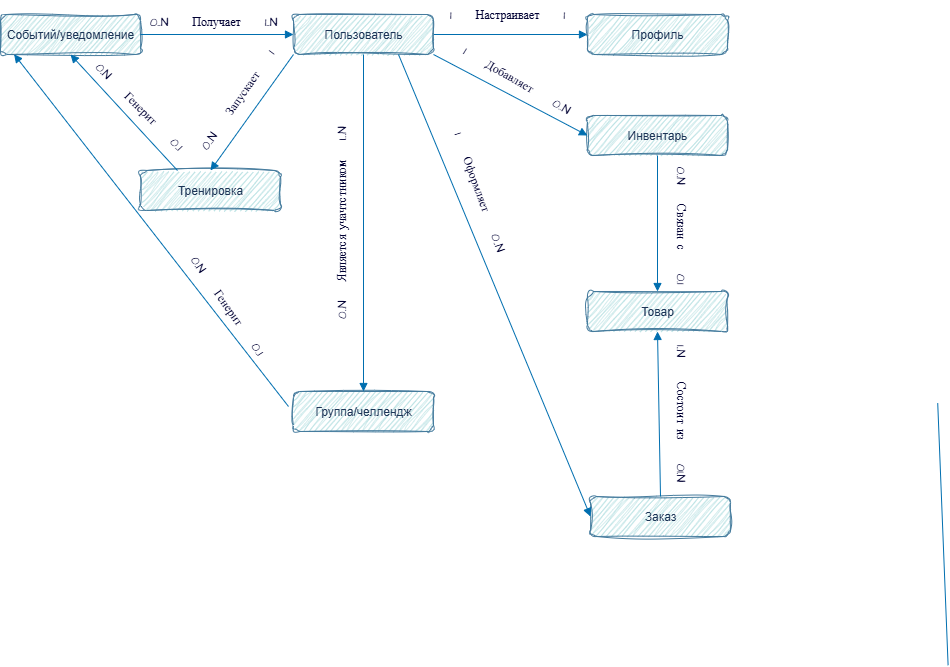 0..N Получает 1..N
1 Настраивает 1
Событий/уведомление
Пользователь
Профиль
1
Запускает
0..N
1
Добавляет
0..N
0..N
Генерит
0..1
Инвентарь
Тренировка
1..N
Является участником
0..N
1
Оформляет
0..N
0..N
Связан с
0..1
0..N
Генерит
0..1
Товар
1..N
Состоит из
0..N
Группа/челлендж
Заказ